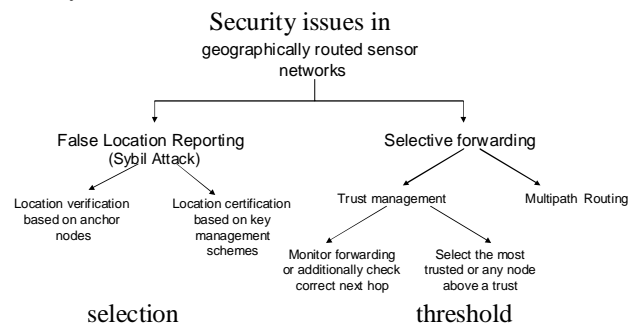 Security issues in
geographically routed sensor
networks
False Location Reporting
(Sybil Attack)
Selective forwarding
Location verification
based on anchor
nodes
Location certification
based on key
management
schemes
Trust management
Multipath Routing
Monitor forwarding
or additionally check
correct next hop
Select the most
trusted or any node
above a trust
selection
threshold